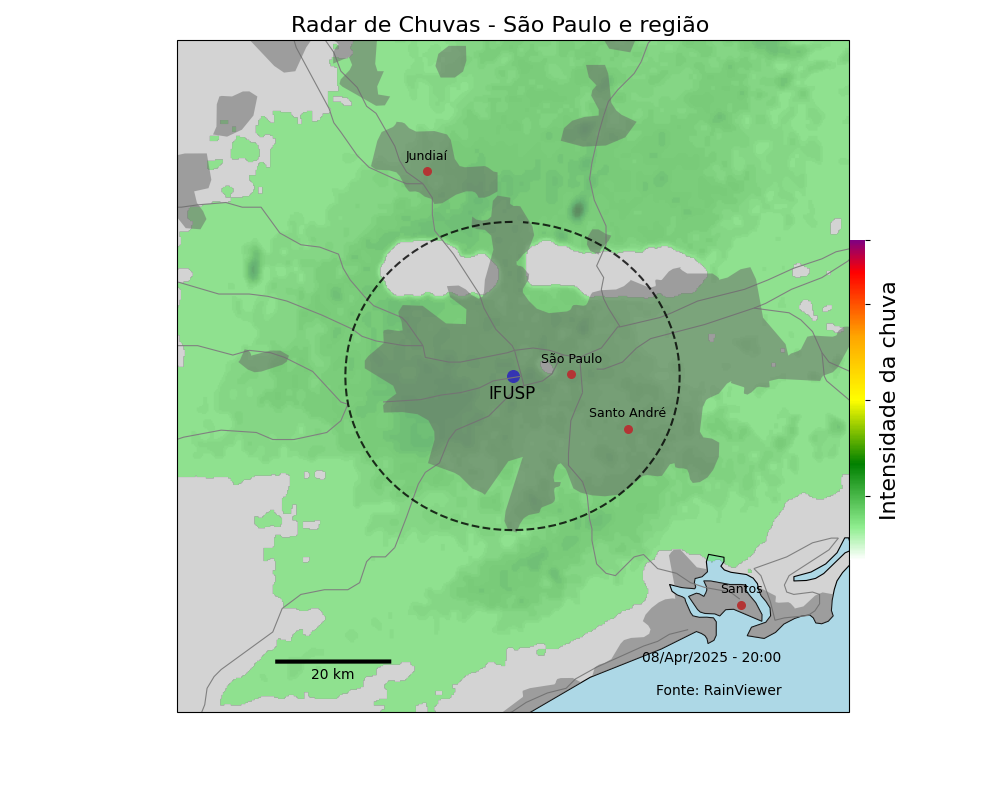 Radar de Chuvas - São Paulo e região
Jundiaí
São Paulo
IFUSP
Santo André
Intensidade da chuva
Santos
08/Apr/2025 - 20:00
20 km
Fonte: RainViewer